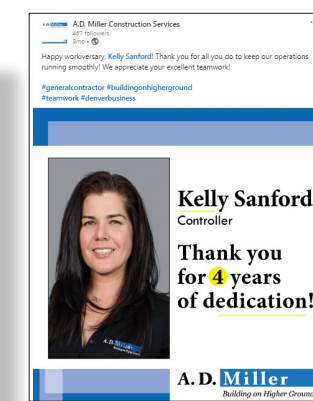 A.D. Miller Construction Services
467 followers
9mo •
Happy workiversary, Kelly Sanford! Thank you for all you do to keep our operations
running smoothly! We appreciate your excellent teamwork!
#generalcontractor #buildingonhigherground
#teamwork #denverbusiness
Kelly Sanford
Controller
Thank you
for 4 years
of dedication!
A. D. Miller
A. D. Miller
Building on Higher Ground